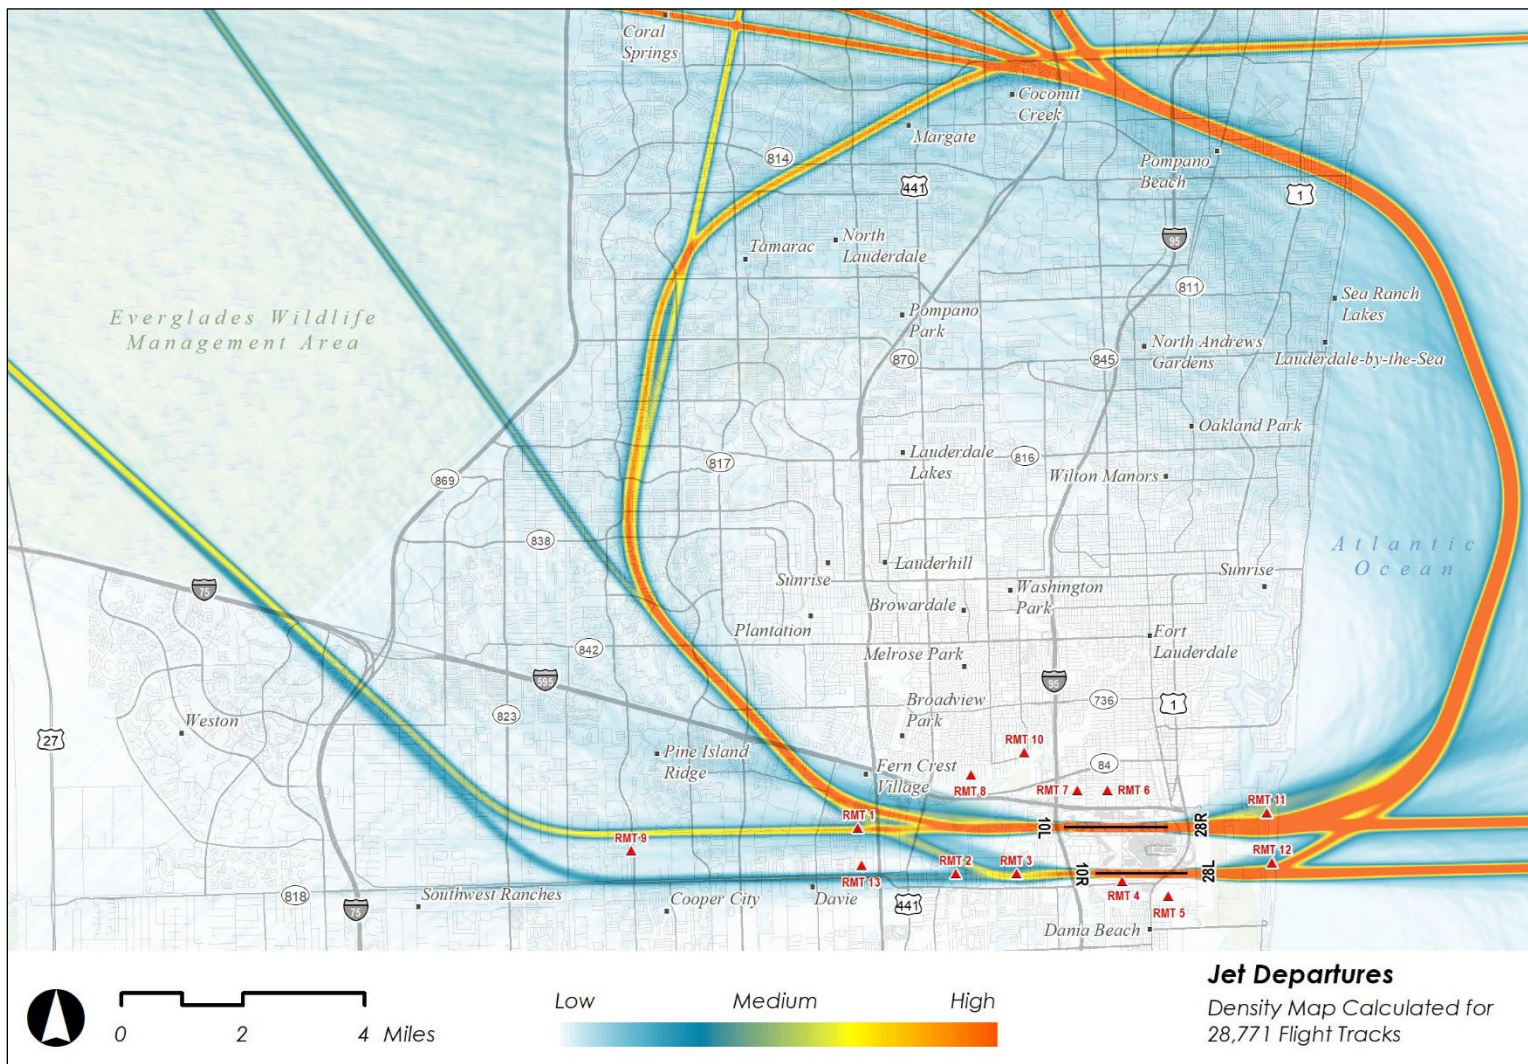 Coral
Springs
Coconut
Creek
Margate
814
Pompano
Beach
441
1
95
North
Lauderdale
Tamarac
811
Sea Ranch
Lakes
Everglades Wildlife
Management Area
Pompano
Park
870
845
North Andrews
Gardens
Lauderdale-by-the-Sea
Oakland Park
Lauderdale
Lakes
817
816
869
Wilton Manors
838
Atlantic
Ocean
Sunrise
Lauderhill
Sunrise
75
Washington
Park
Browardale
Plantation
Fort
Lauderdale
842
Melrose Park
595
95
736
1
Broadview
Park
823
Weston
27
Pine Island
Ridge
RMT 10
84
Fern Crest
Village
RMT 8
RMT 7
RMT 6
RMT 11
RMT 1
10L
28R
RMT 9
RMT 2
RMT 3
RMT 12
10R
28L
RMT 13
RMT 4
818
Southwest Ranches
Cooper City
Davie
441
RMT 5
75
Dania Beach
0
2
4
Miles
Low
Medium
High
Jet Departures
Density Map Calculated for
28,771 Flight Tracks